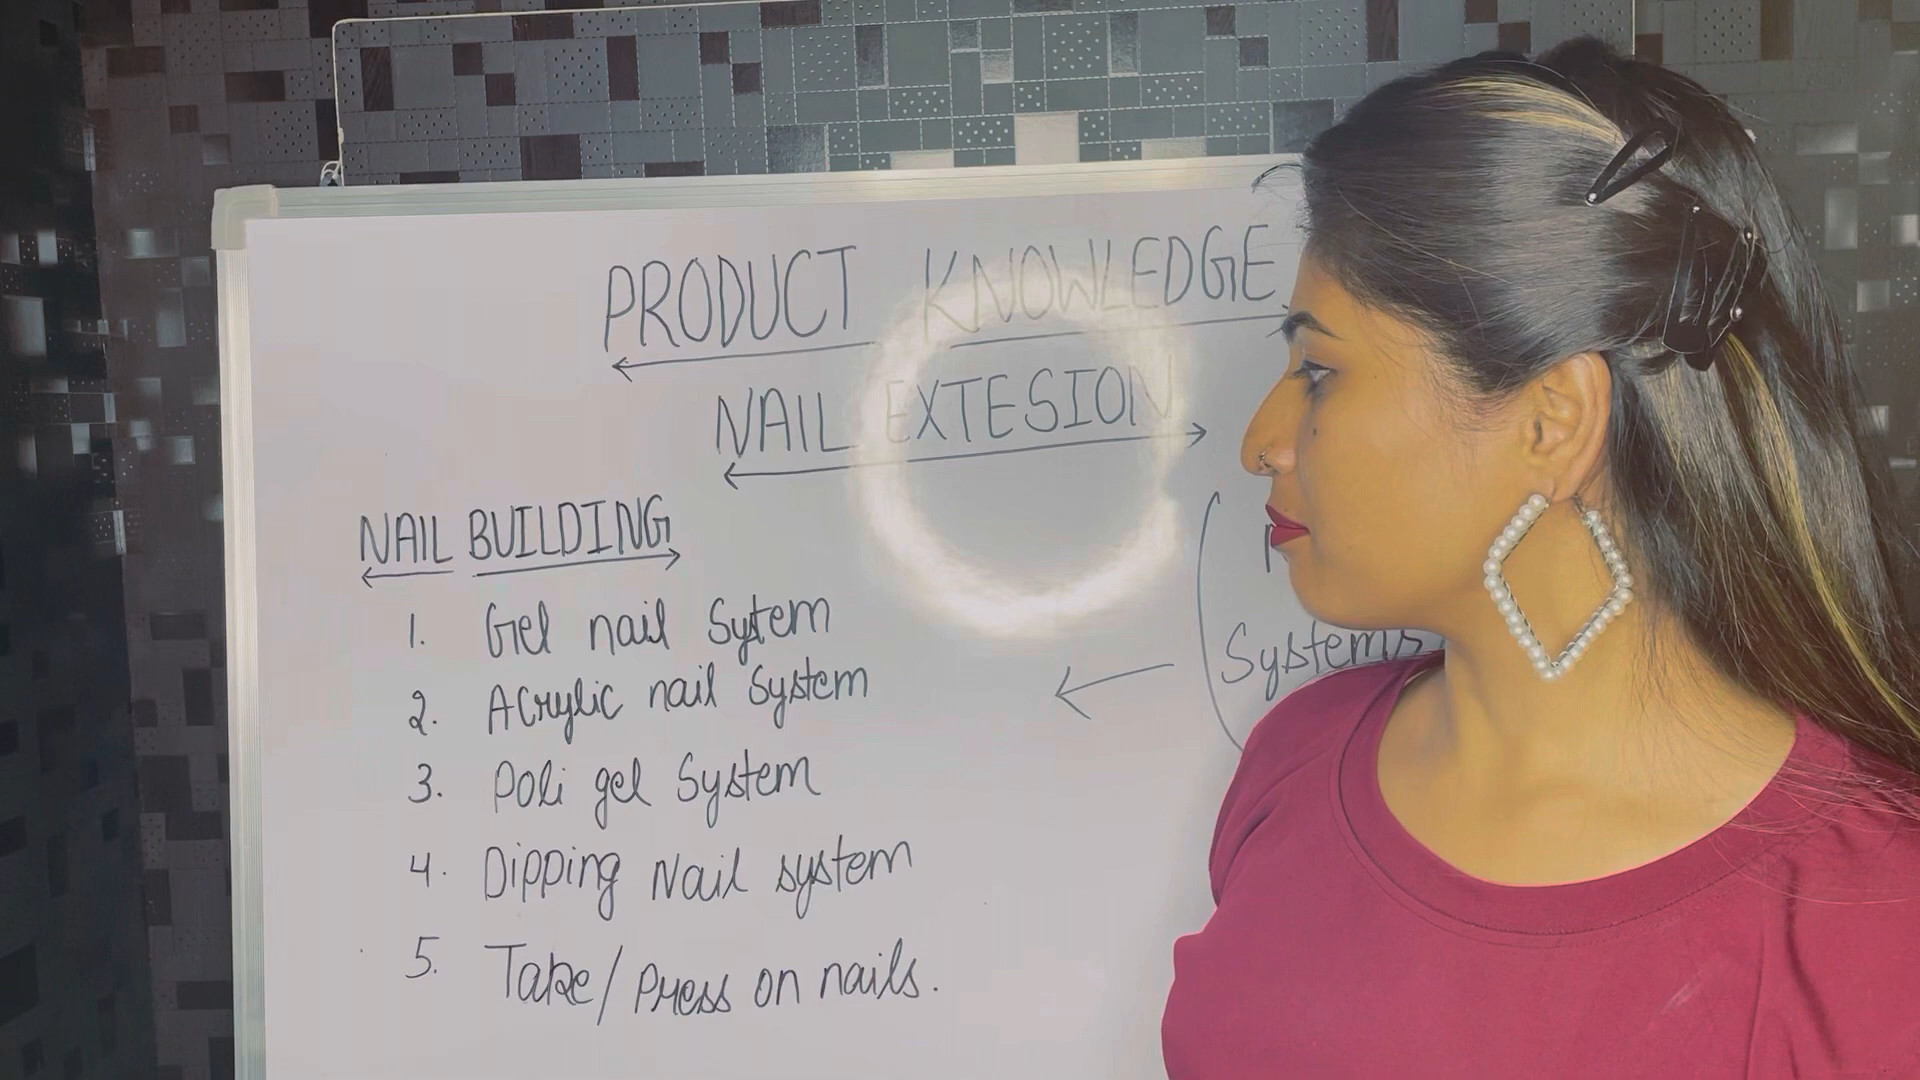 PRODUCT KNOWLEDGE
NAIL EXTESION
NAIL BUILDING
1. Gel nail Sytem
2. Acrylic nail System
3. Poli gel System
4. Dipping Nail system
5. Take/Press on nails.
Systems